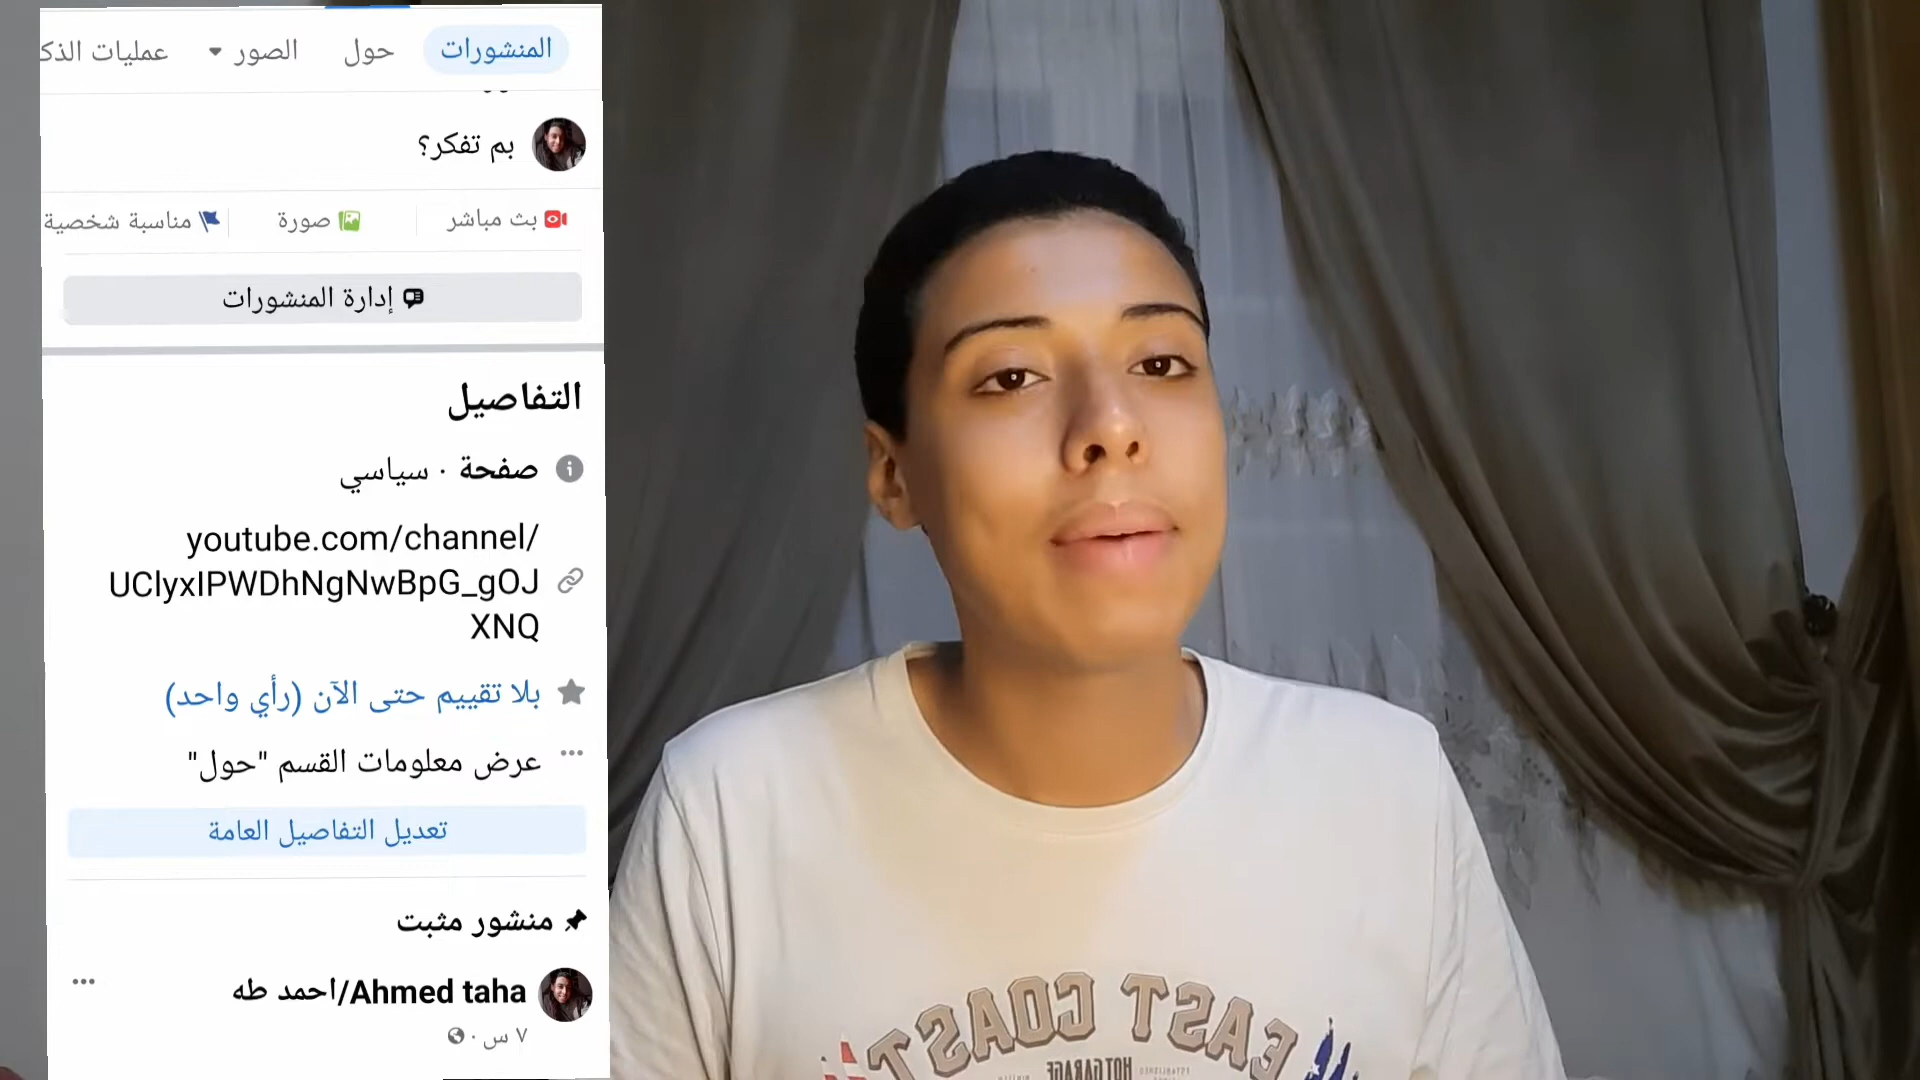 المنشورات حول الصور عمليات الذك
بم تفكر؟
بث مباشر صورة مناسبة شخصية
إدارة المنشورات
التفاصيل
صفحة · سياسي
youtube.com/channel/
UClyxIPWDhNgNwBpG_gOJ
XNQ
بلا تقييم حتى الآن (رأي واحد)
عرض معلومات القسم "حول"
تعديل التفاصيل العامة
منشور مثبت
Ahmed taha/احمد طه
٧ س ·
EAST COAST
HOT GARAGE